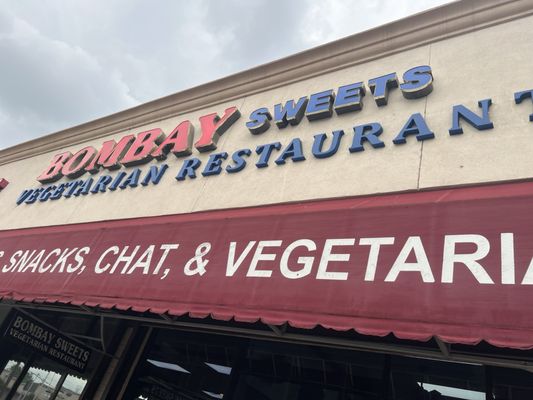 BOMBAY SWEETS
VEGETARIAN RESTAURANT
SNACKS, CHAT, & VEGETARIA
BOMBAY SWEETS
VEGETARIAN RESTAURANT